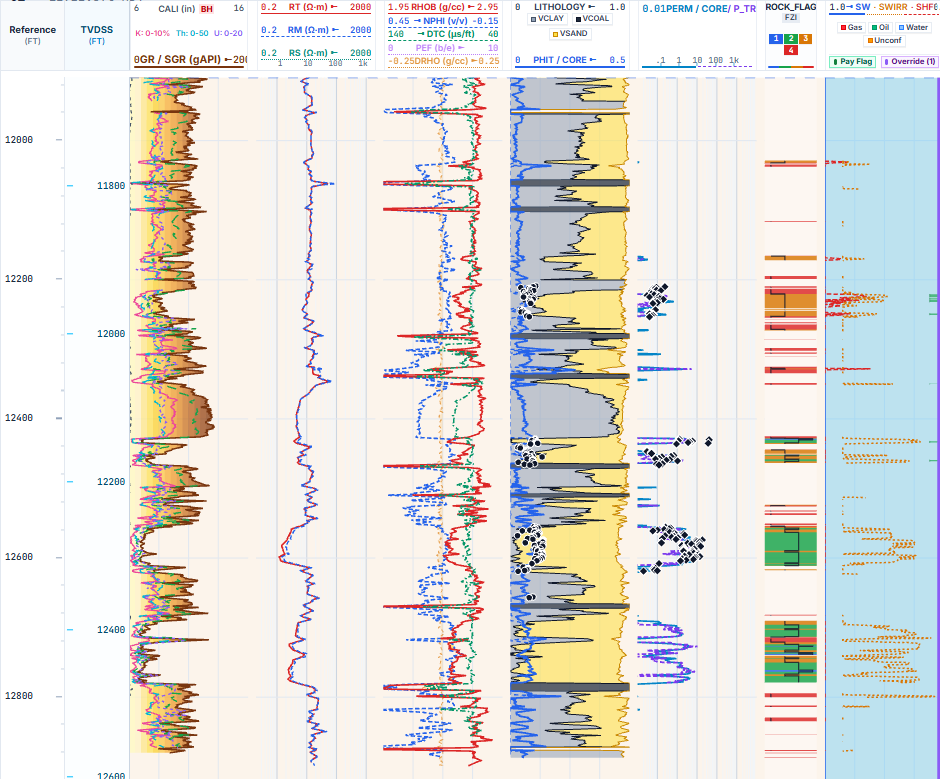 Reference
(FT)
TVDSS
(FT)
6 CALI (in) BH 16
K: 0-10% Th: 0-50 U: 0-20
0GR / SGR (gAPI) ←200
0.2 RT (Ω·m) ← 2000
0.2 RM (Ω·m) ← 2000
0.2 RS (Ω·m) ← 2000
1 10 100 1k
1.95 RHOB (g/cc) ← 2.95
0.45 → NPHI (v/v) -0.15
140 → DTC (µs/ft) 40
0 PEF (b/e) ← 10
-0.25DRHO (g/cc) ←0.25
0 LITHOLOGY ← 1.0
VCLAY VCOAL
VSAND
0 PHIT / CORE ← 0.5
0.01PERM / CORE / P_TR
.1 1 10 100 1k
ROCK_FLAG
FZI
1 2 3
4
1.0→ SW · SWIRR · SHF
Gas Oil Water
Unconf
Pay Flag Override (1)
12000
11800
12200
12000
12400
12200
12600
12400
12800
12600